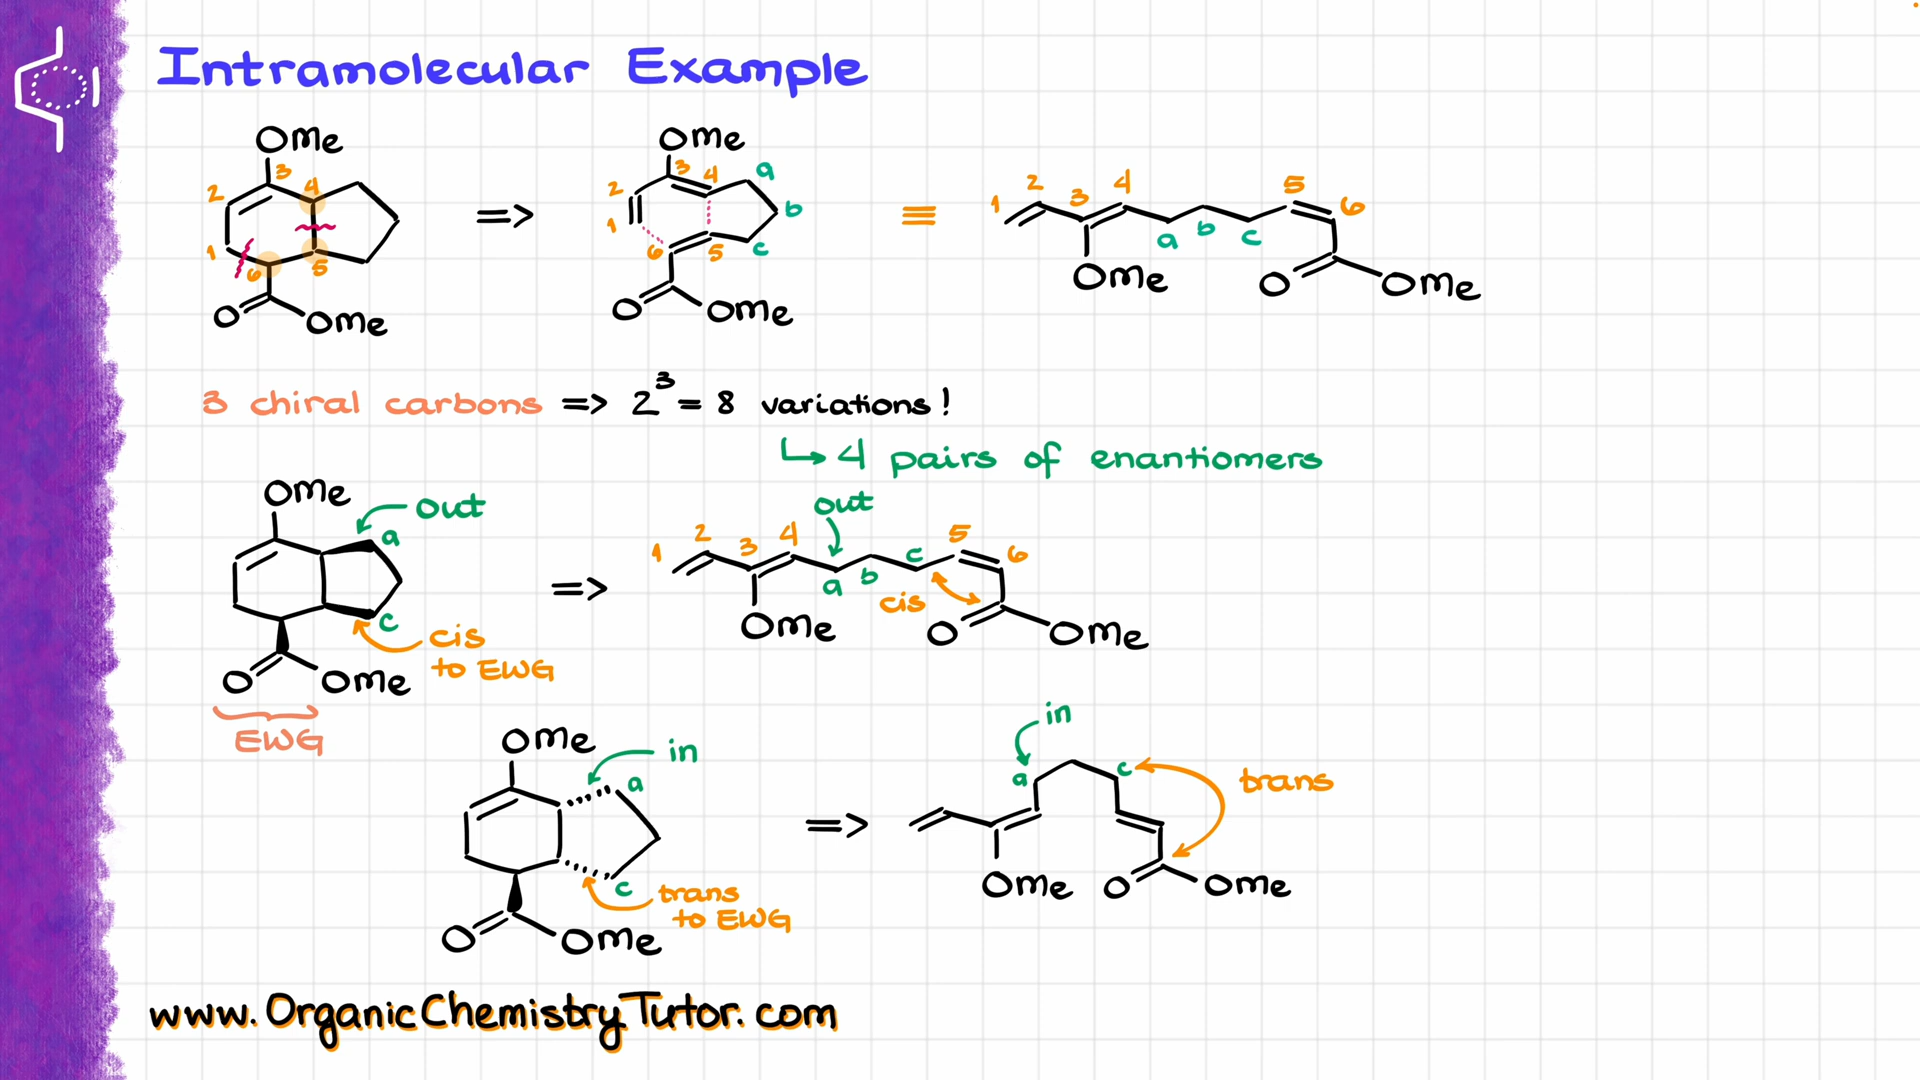 Intramolecular Example
OMe
3
4
2
1
6
5
O
OMe
=>
OMe
3
4
a
2
b
1
6
5
c
O
OMe
≡
1
2
3
4
5
6
a
b
c
OMe
O
OMe
3 chiral carbons => 2³ = 8 variations!
↳ 4 pairs of enantiomers
OMe
out
a
c
cis
to EWG
O
OMe
EWG
=>
out
1
2
3
4
5
6
a
b
c
cis
OMe
O
OMe
OMe
in
a
c
trans
to EWG
O
OMe
=>
in
a
c
trans
OMe
O
OMe
www.OrganicChemistryTutor.com